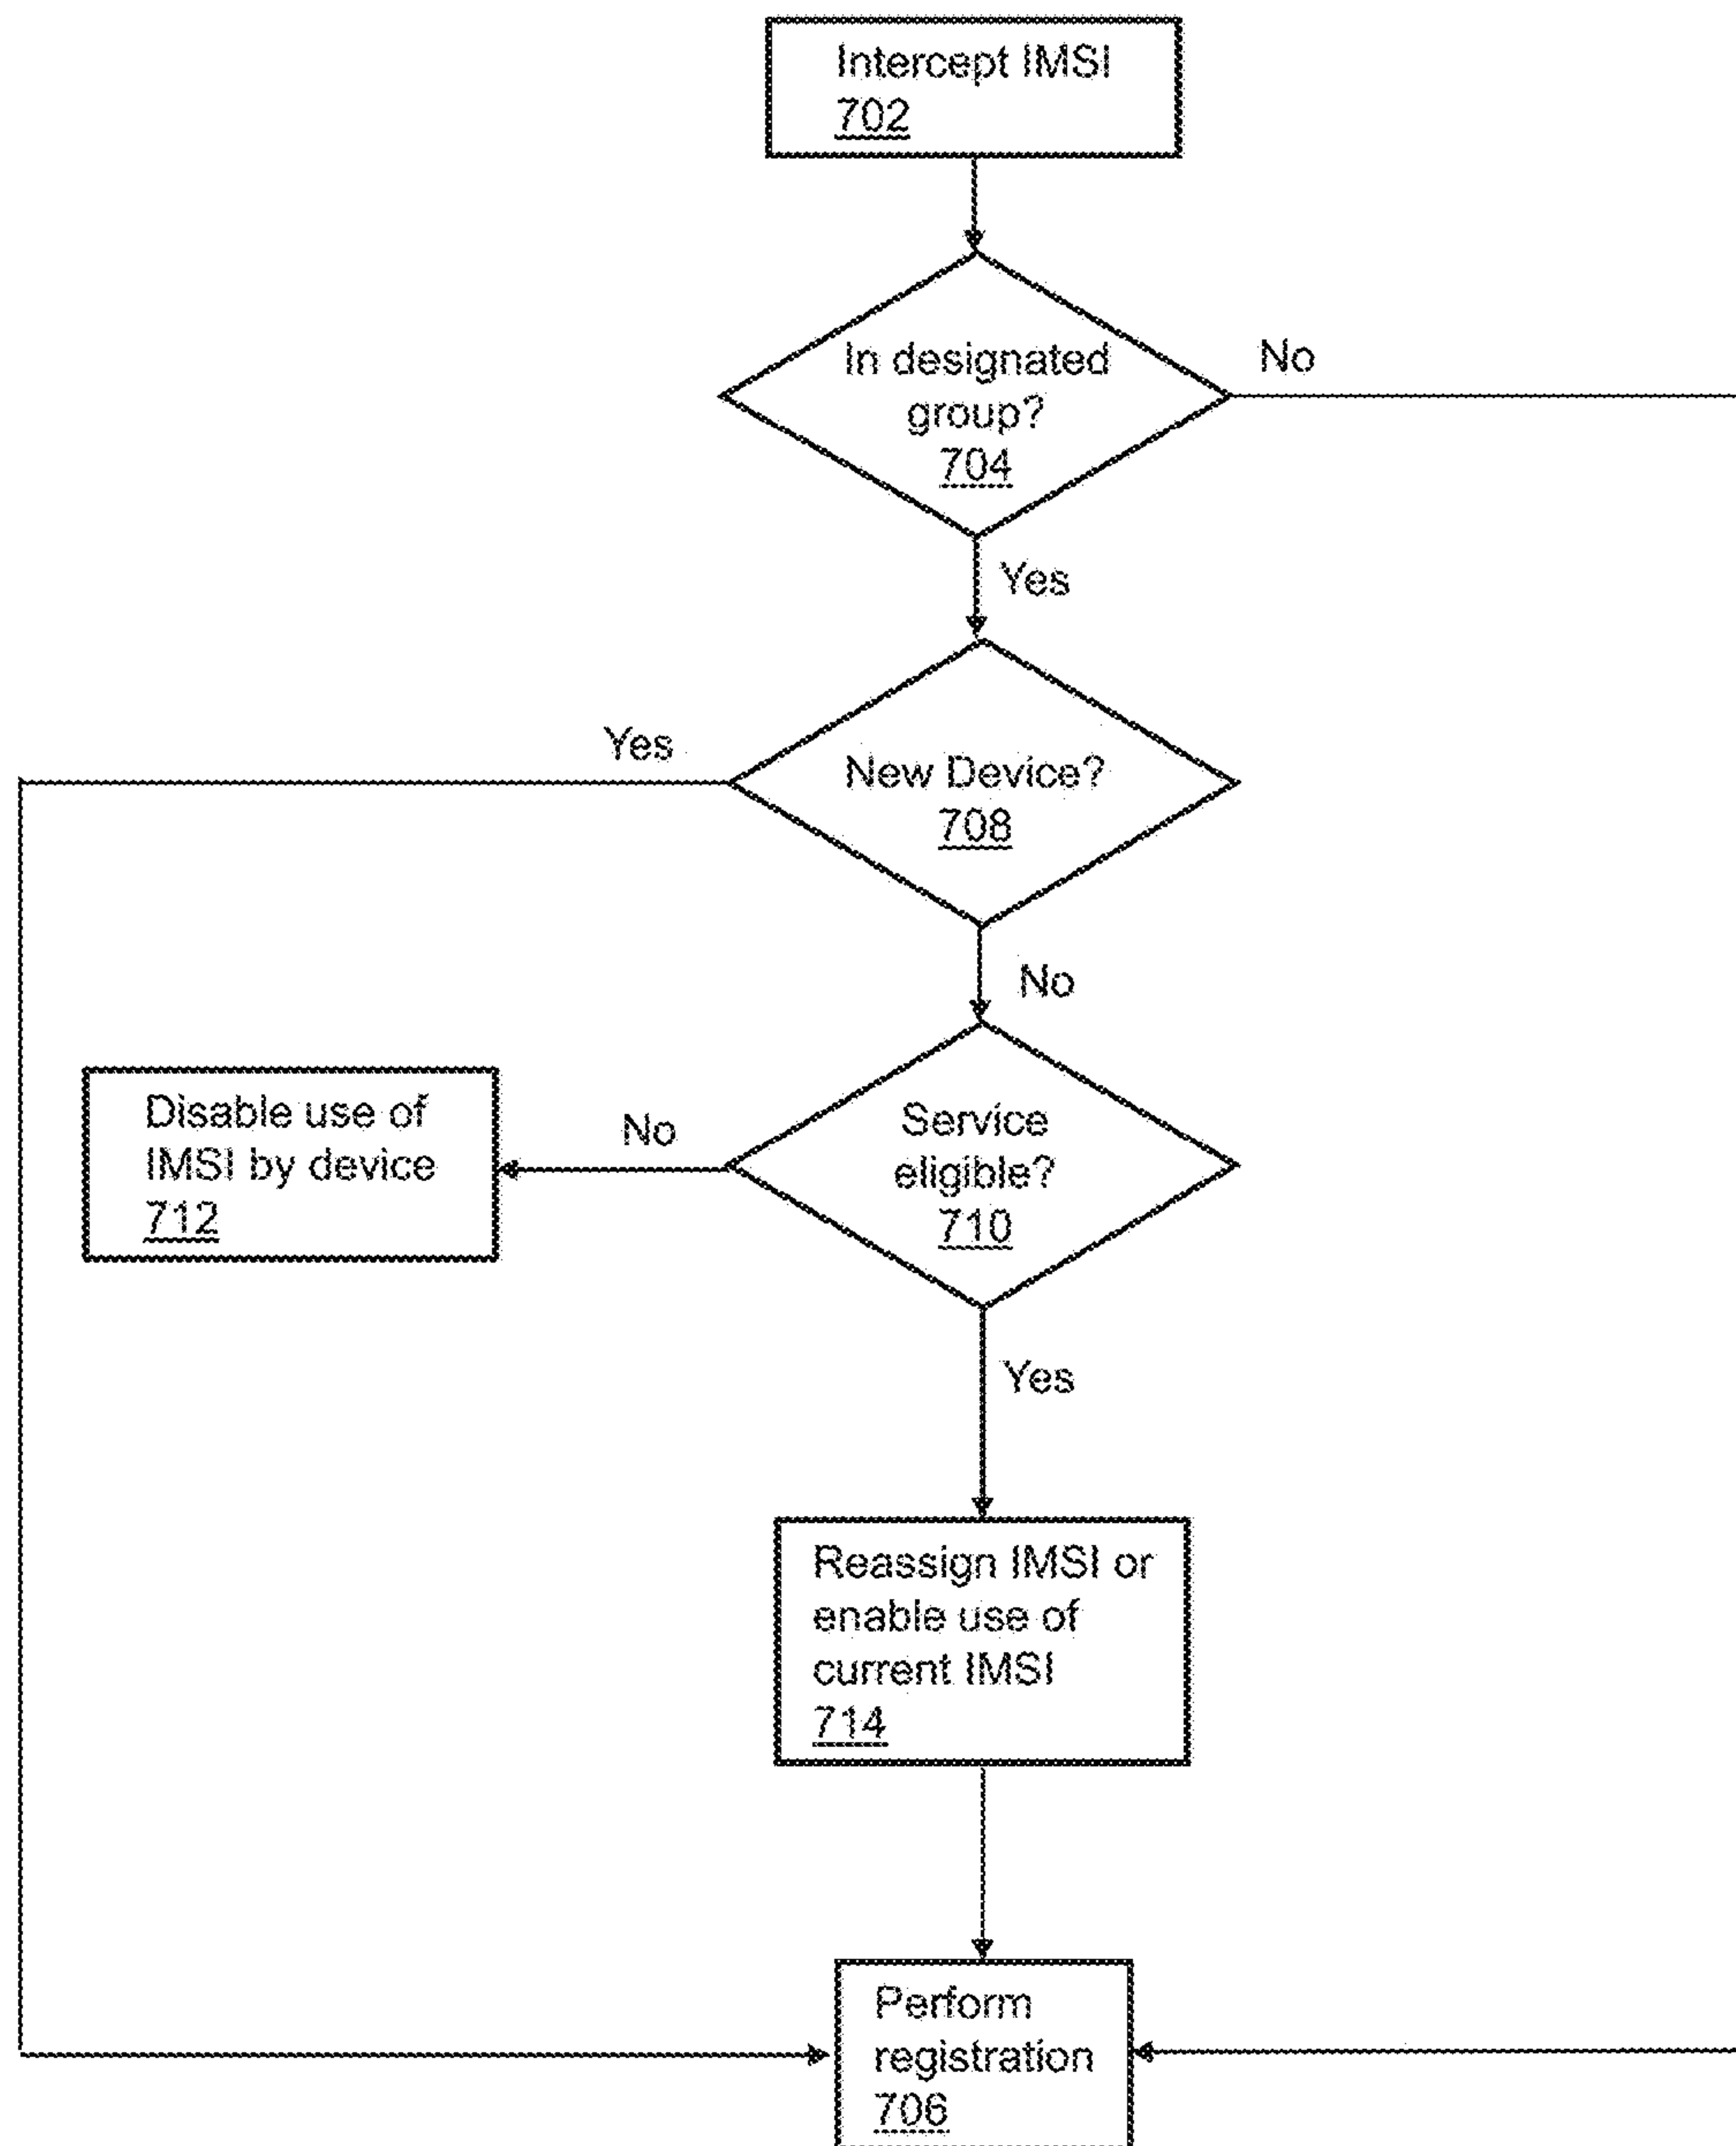 Intercept IMSI
702
In designated
group?
704
No
Yes
New Device?
708
Yes
No
Service
eligible?
710
No
Disable use of
IMSI by device
712
Yes
Reassign IMSI or
enable use of
current IMSI
714
Perform
registration
706